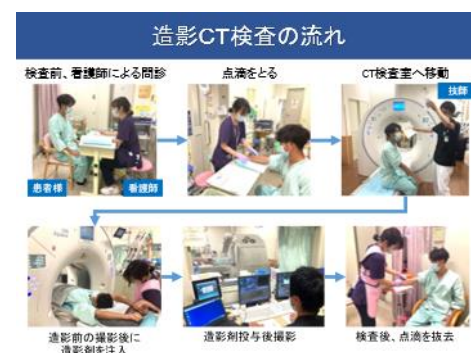 造影CT検査の流れ
検査前、看護師による問診
点滴をとる
CT検査室へ移動
技師
患者様
看護師
造影前の撮影後に
造影剤を注入
造影剤投与後撮影
検査後、点滴を抜去